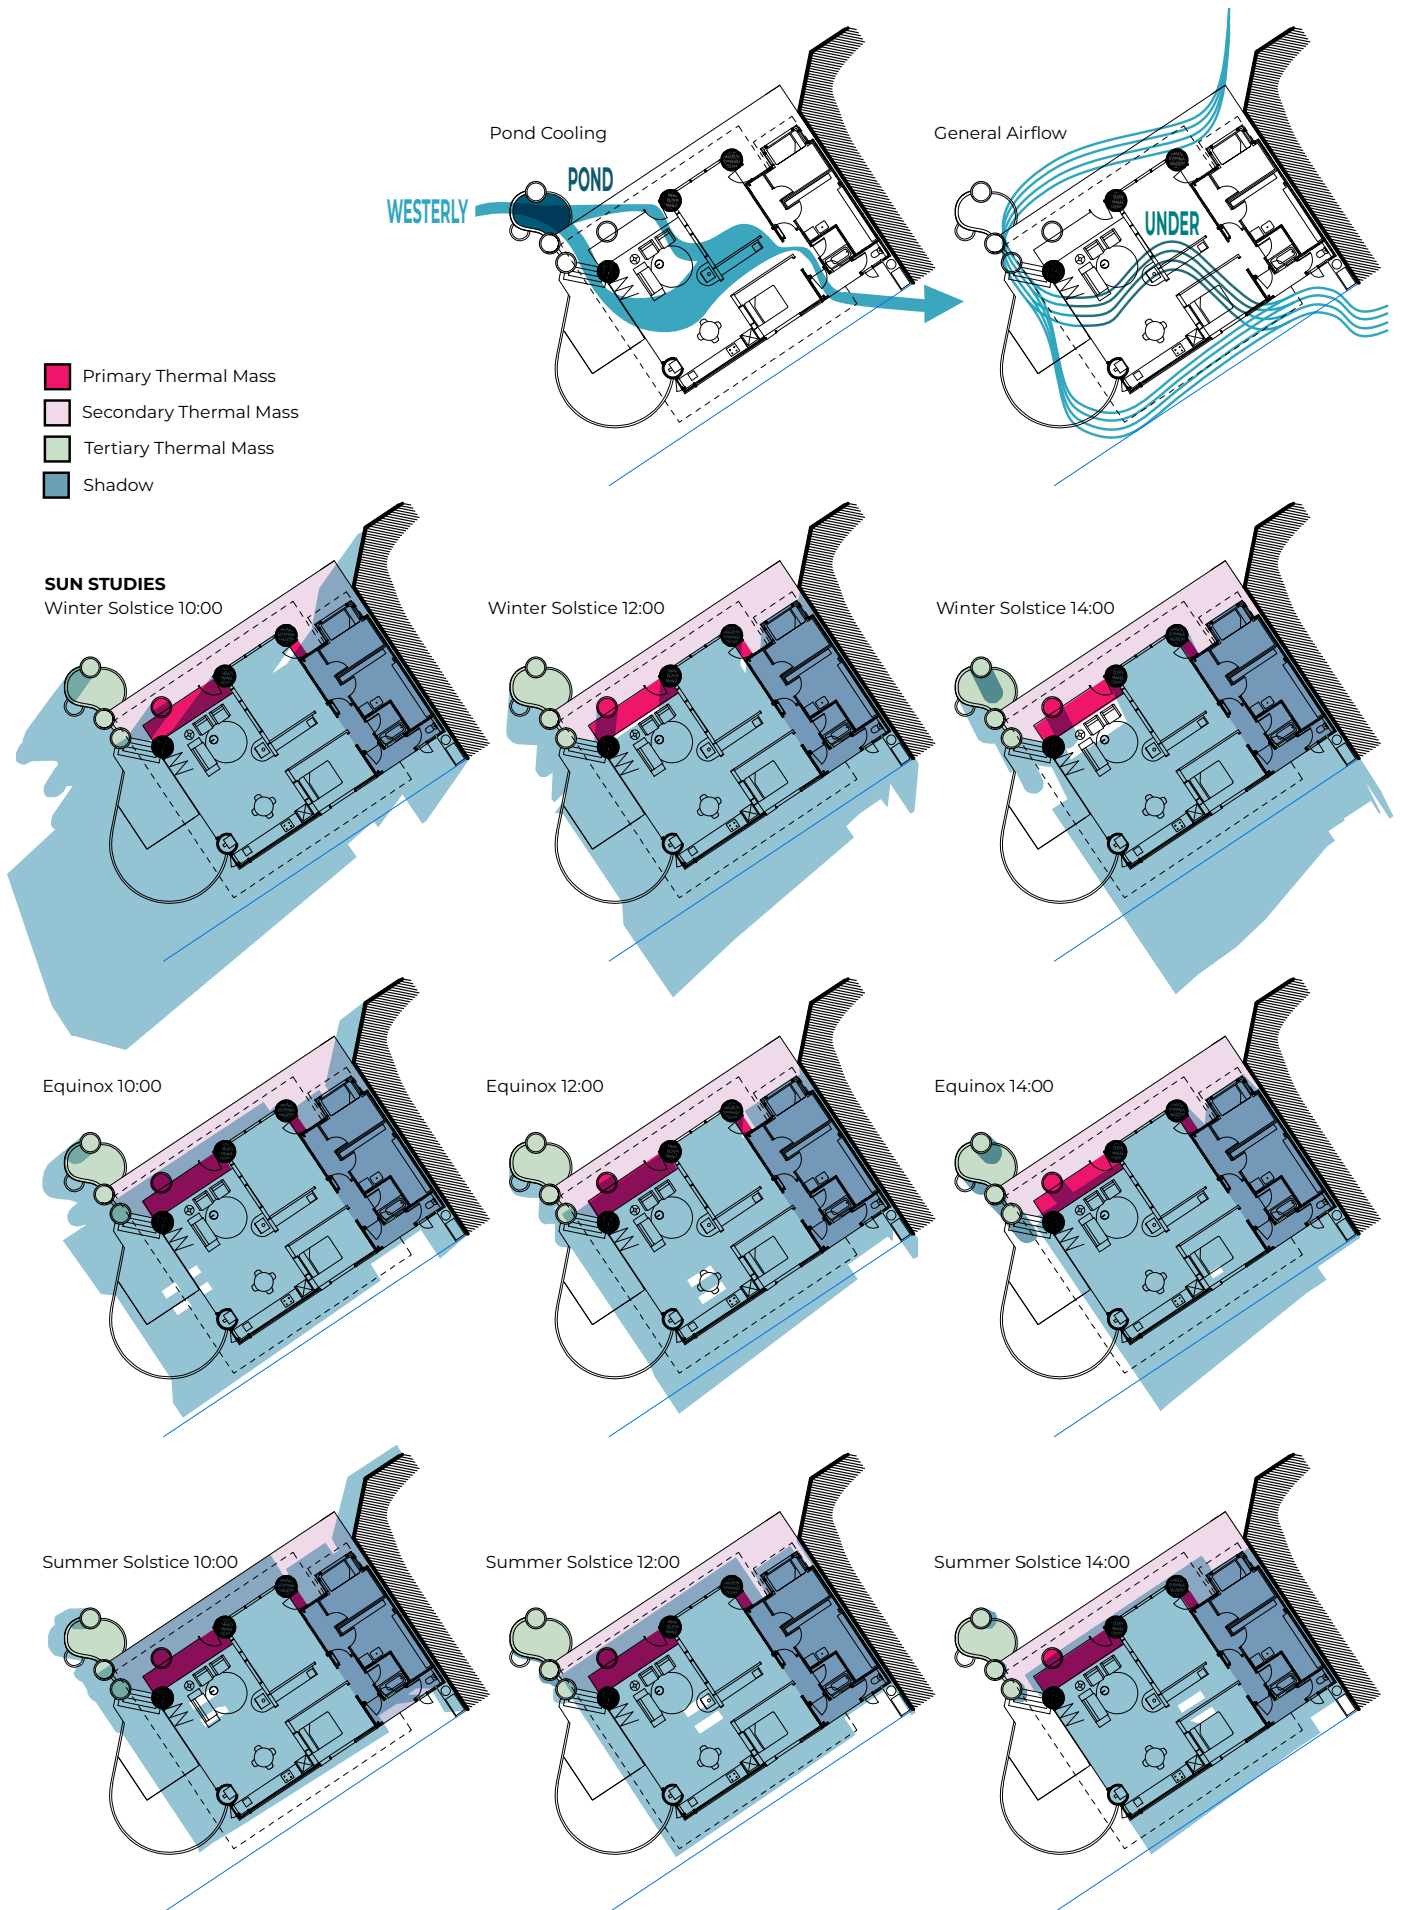 Pond Cooling
General Airflow
POND
WESTERLY
UNDER
Primary Thermal Mass
Secondary Thermal Mass
Tertiary Thermal Mass
Shadow
SUN STUDIES
Winter Solstice 10:00
Winter Solstice 12:00
Winter Solstice 14:00
Equinox 10:00
Equinox 12:00
Equinox 14:00
Summer Solstice 10:00
Summer Solstice 12:00
Summer Solstice 14:00